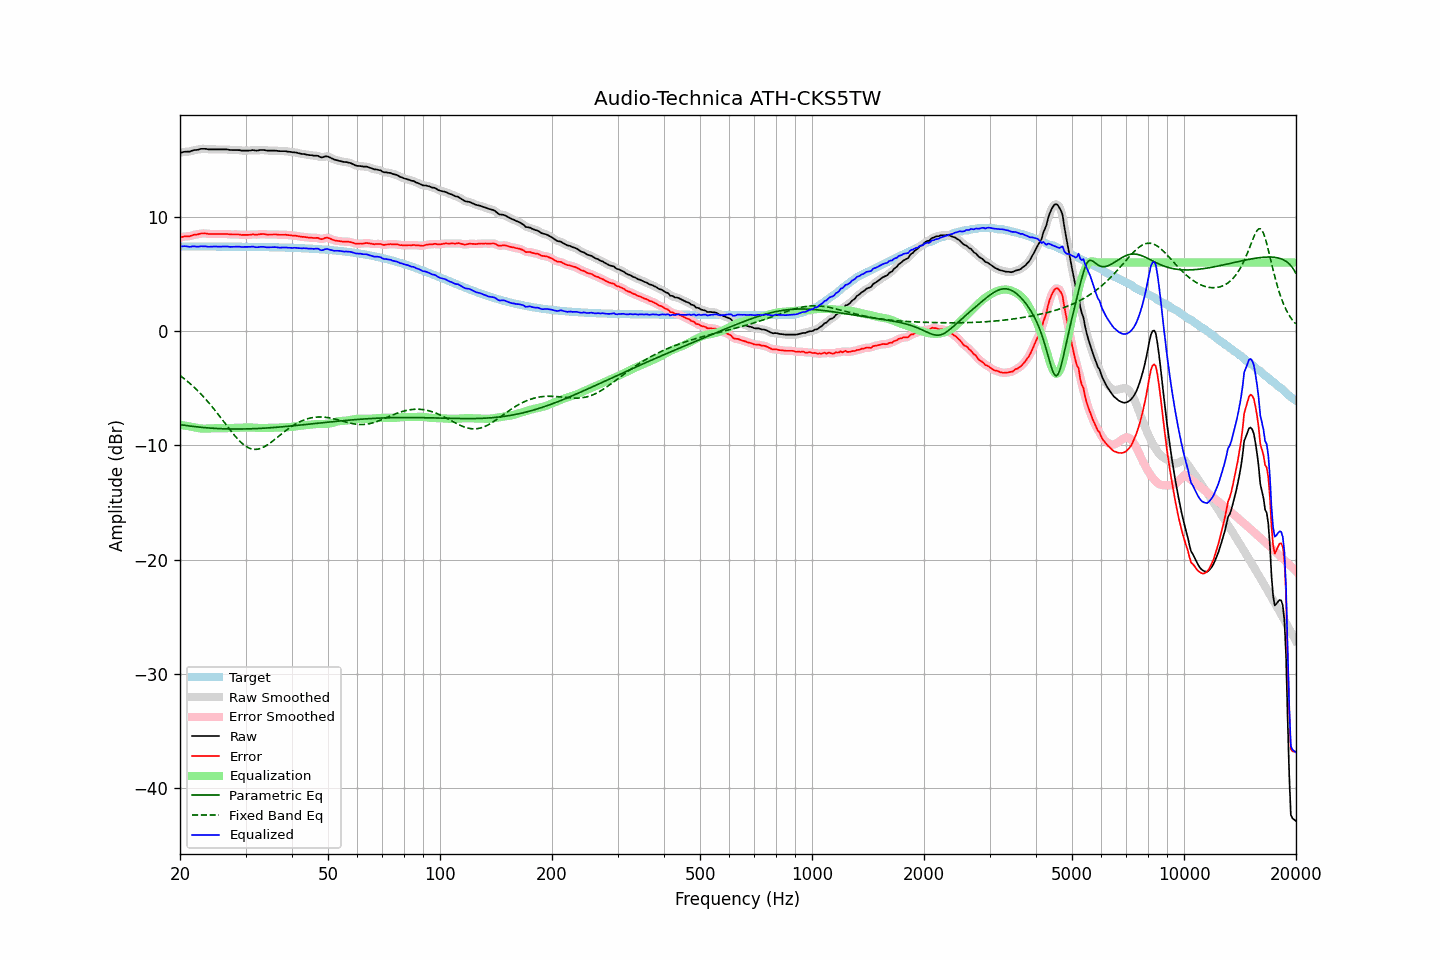 Audio-Technica ATH-CKS5TW
Amplitude (dBr)
10
0
−10
−20
−30
−40
Target
Raw Smoothed
Error Smoothed
Raw
Error
Equalization
Parametric Eq
Fixed Band Eq
Equalized
20 50 100 200 500 1000 2000 5000 10000 20000
Frequency (Hz)